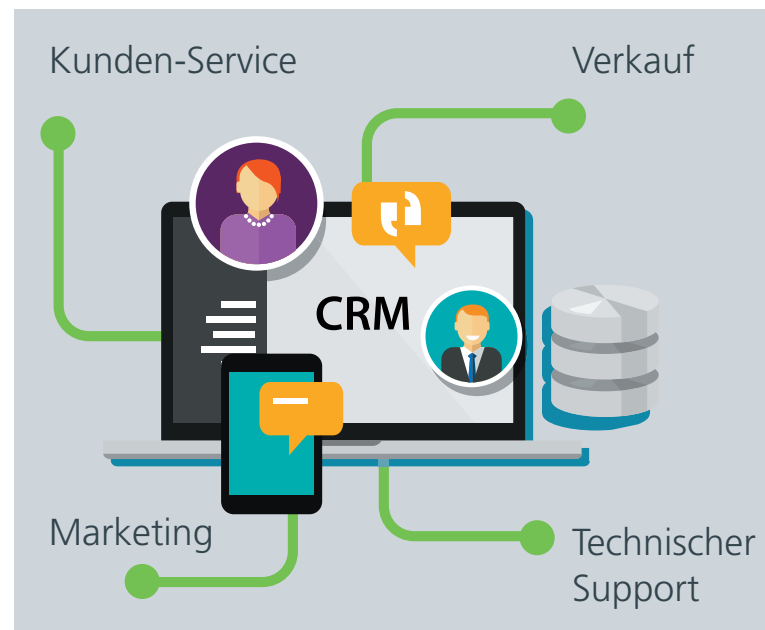 Kunden-Service
Verkauf
CRM
Marketing
Technischer
Support